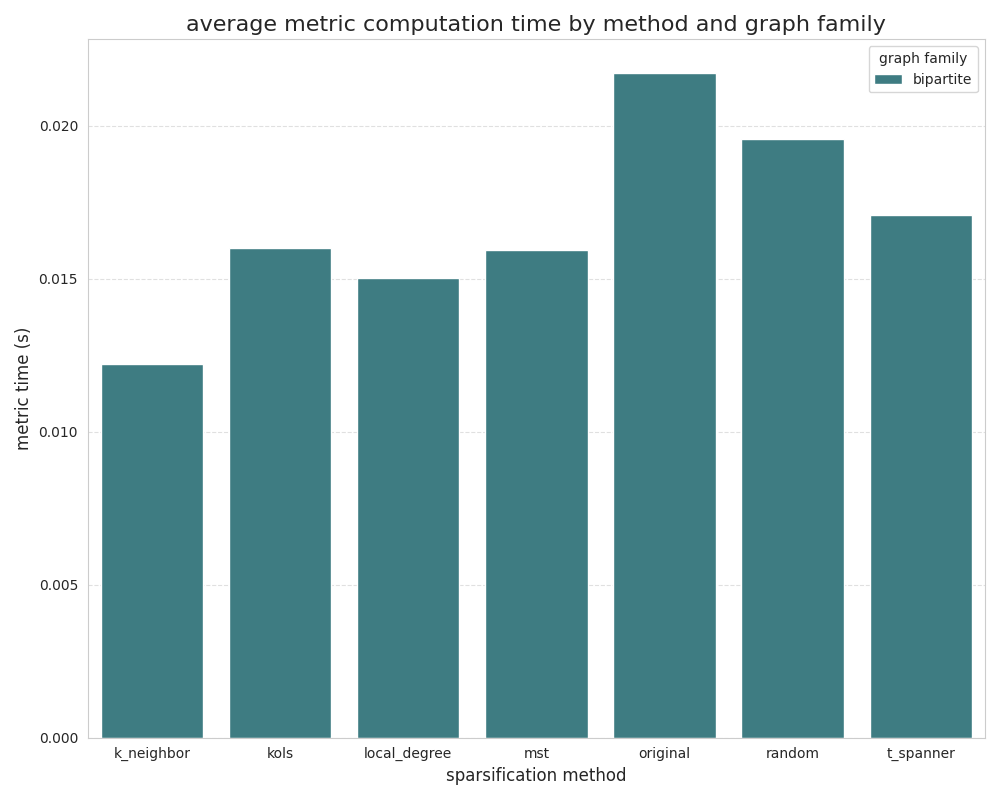 average metric computation time by method and graph family
graph family
bipartite
metric time (s)
0.020
0.015
0.010
0.005
0.000
k_neighbor kols local_degree mst original random t_spanner
sparsification method